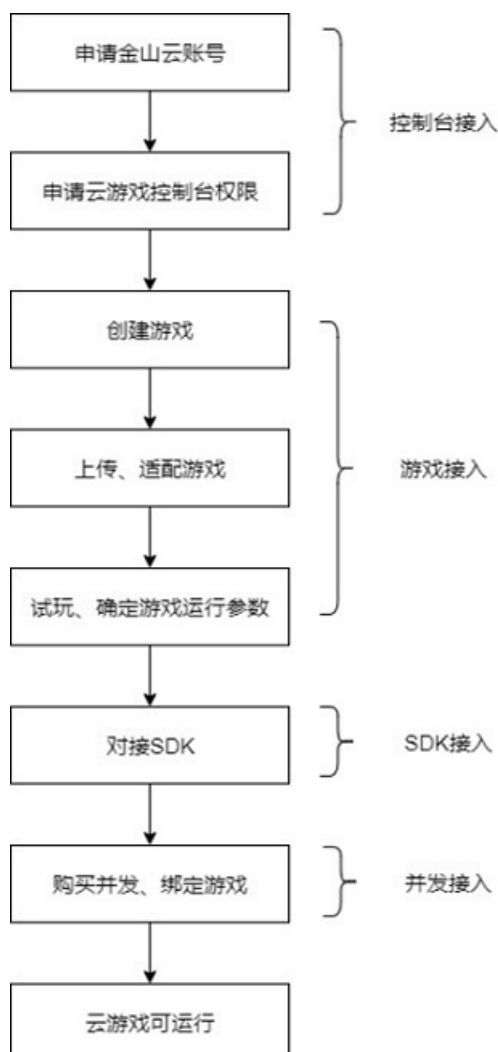 申请金山云账号
控制台接入
申请云游戏控制台权限
创建游戏
上传、适配游戏
游戏接入
试玩、确定游戏运行参数
对接SDK
SDK接入
购买并发、绑定游戏
并发接入
云游戏可运行